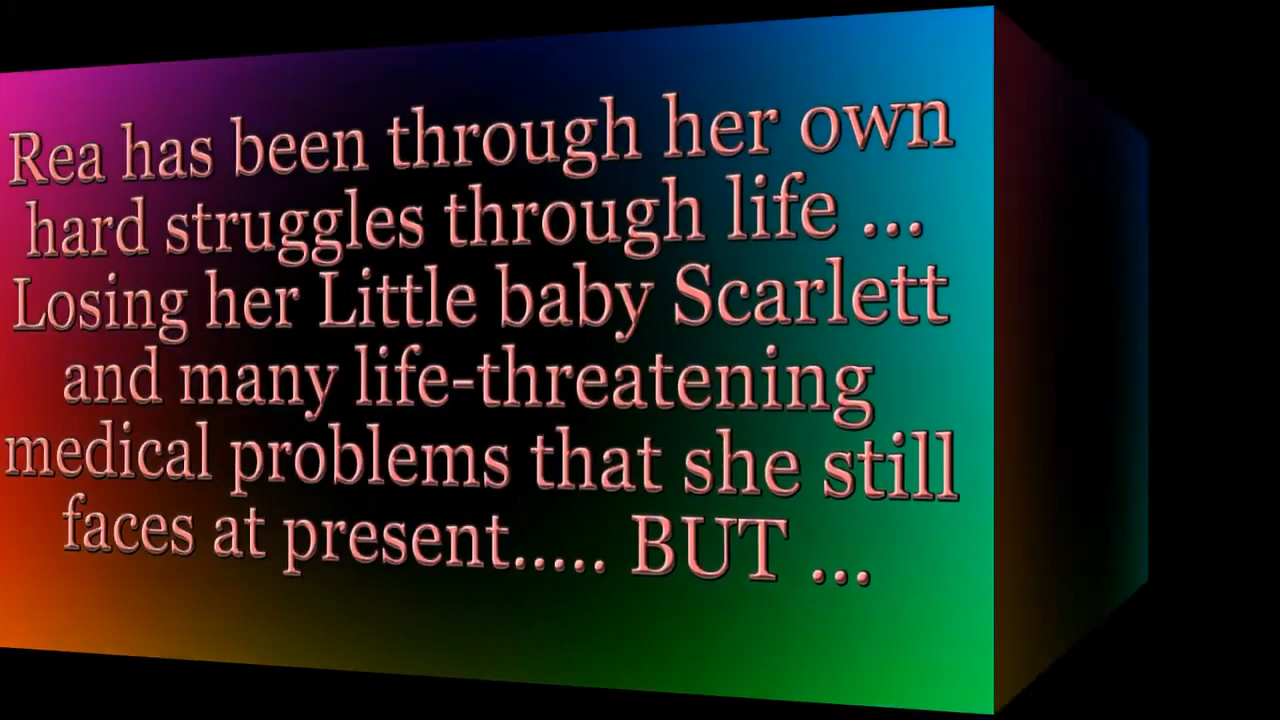 Rea has been through her own
hard struggles through life ...
Losing her Little baby Scarlett
and many life-threatening
medical problems that she still
faces at present..... BUT ...